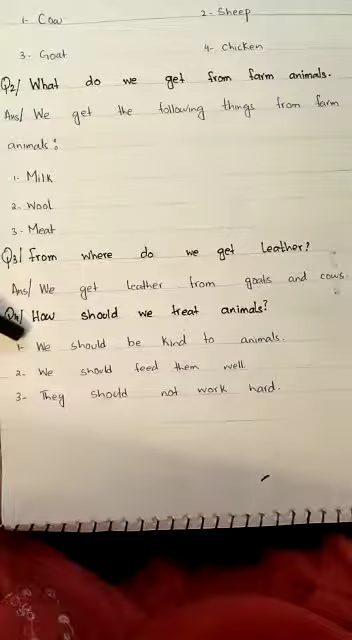 1- Cow 2- Sheep
3- Goat 4- chicken
Q2/ What do we get from farm animals.
Ans/ We get the following things from farm
animals:
1- Milk
2. Wool
3- Meat
Q3/ From where do we get leather?
Ans/ We get leather from goats and cows.
Q4/ How should we treat animals?
1- We should be kind to animals.
2. We should feed them well.
3- They should not work hard.